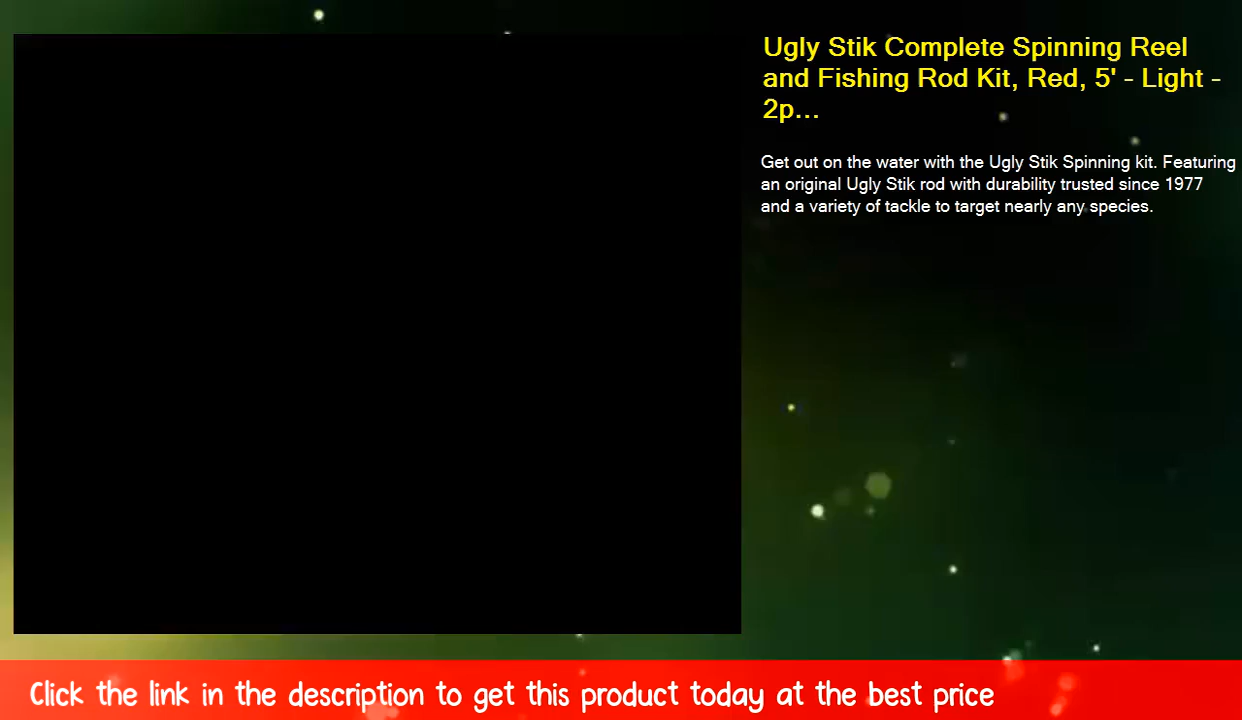 Ugly Stik Complete Spinning Reel
and Fishing Rod Kit, Red, 5' - Light -
2p...
Get out on the water with the Ugly Stik Spinning kit. Featuring
an original Ugly Stik rod with durability trusted since 1977
and a variety of tackle to target nearly any species.
Click the link in the description to get this product today at the best price